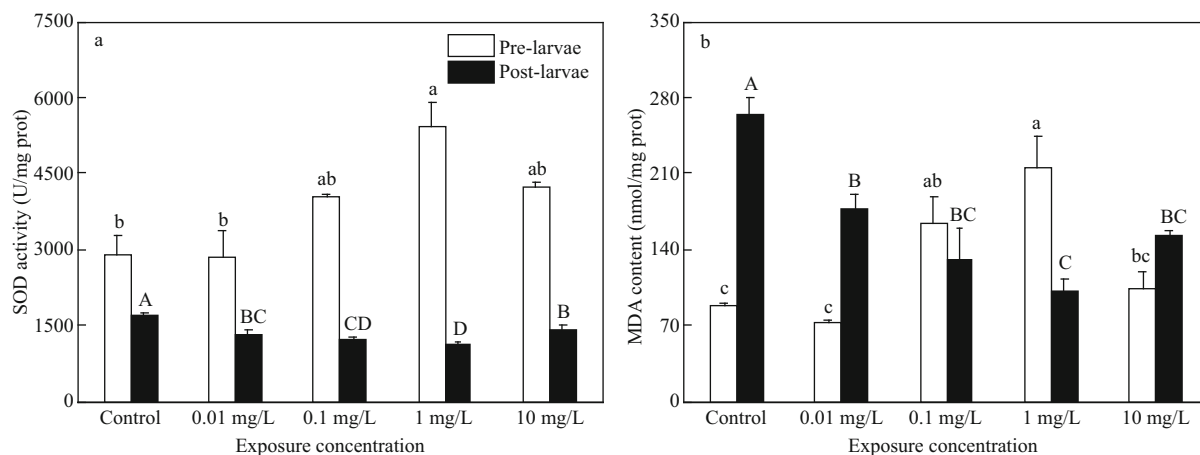 a
Pre-larvae
Post-larvae
SOD activity (U/mg prot)
7500
6000
4500
3000
1500
0
b
A
b
BC
ab
CD
a
D
ab
B
Control
0.01 mg/L
0.1 mg/L
1 mg/L
10 mg/L
Exposure concentration
b
MDA content (nmol/mg prot)
350
280
210
140
70
0
c
A
c
B
ab
BC
a
C
bc
BC
Control
0.01 mg/L
0.1 mg/L
1 mg/L
10 mg/L
Exposure concentration